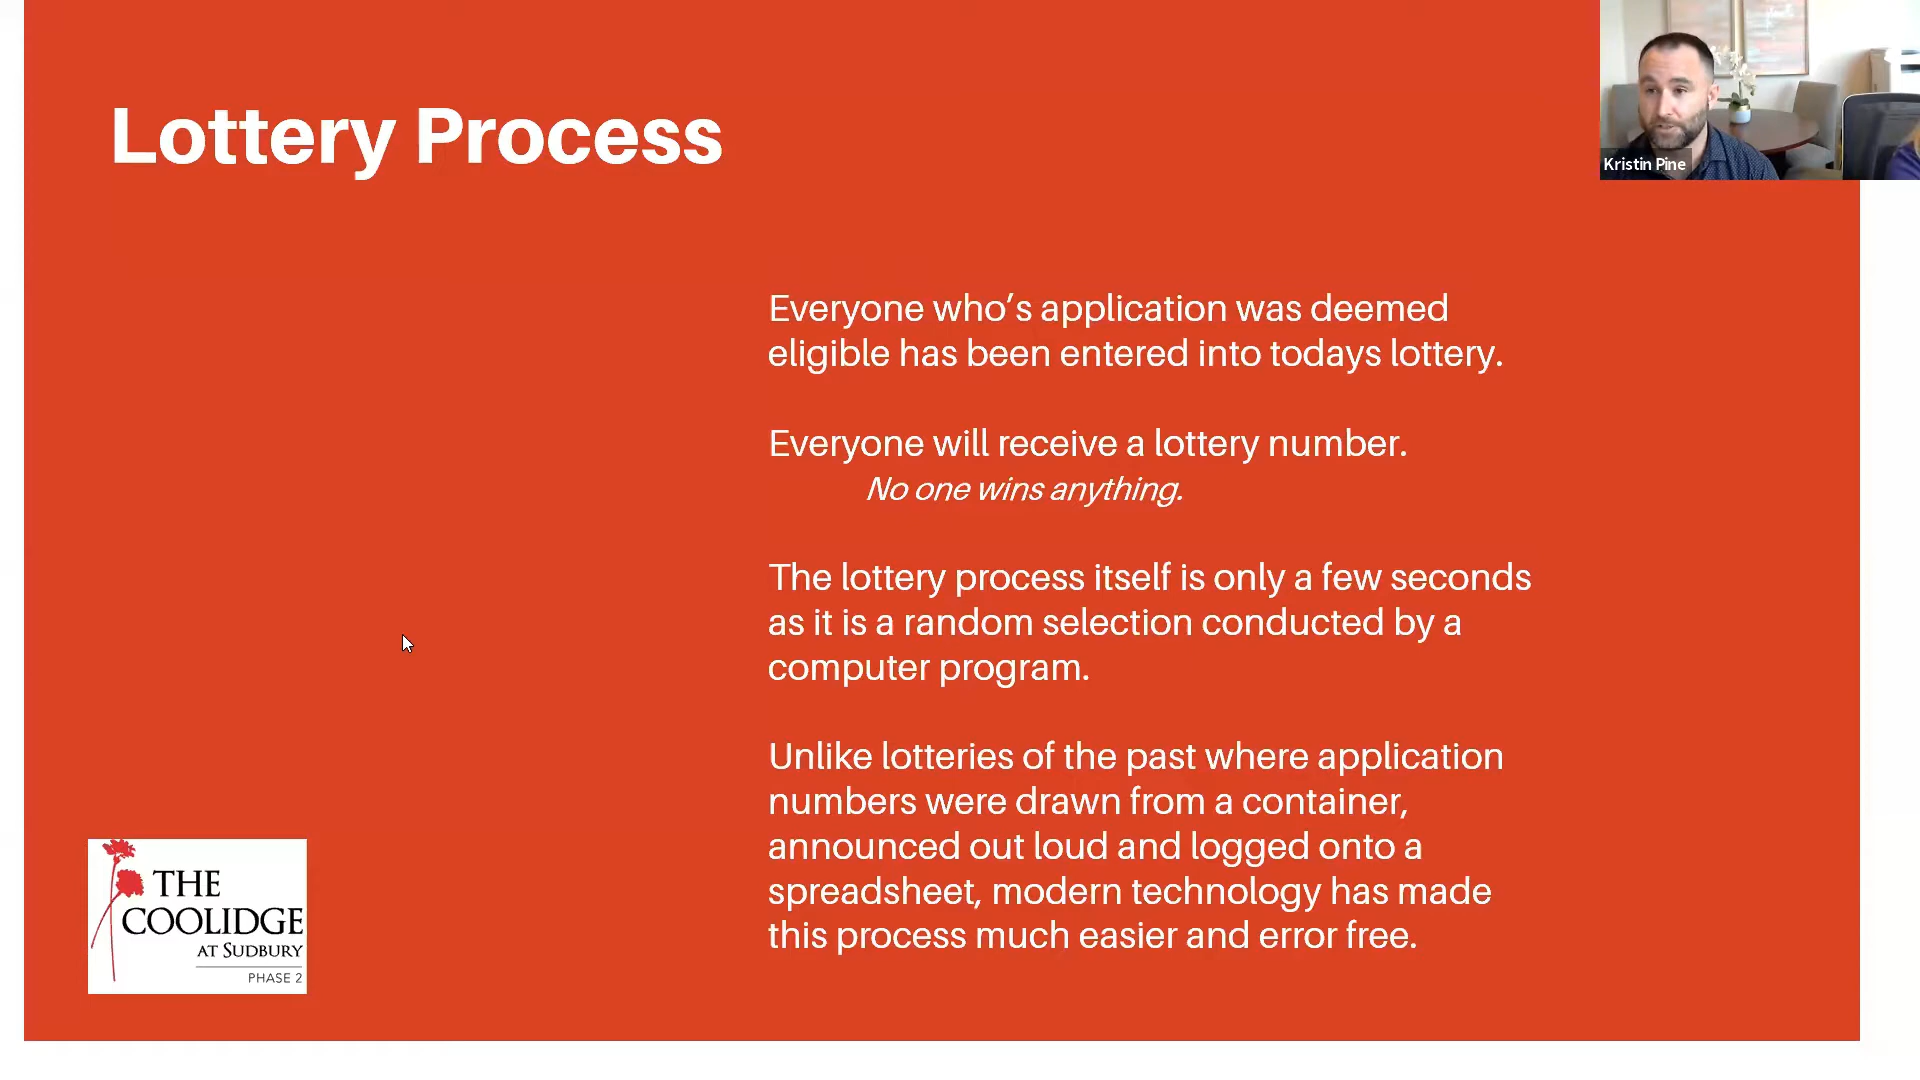 Lottery Process
Kristin Pine
Everyone who's application was deemed
eligible has been entered into todays lottery.
Everyone will receive a lottery number.
No one wins anything.
The lottery process itself is only a few seconds
as it is a random selection conducted by a
computer program.
Unlike lotteries of the past where application
numbers were drawn from a container,
announced out loud and logged onto a
spreadsheet, modern technology has made
this process much easier and error free.
THE
COOLIDGE
AT SUDBURY
PHASE 2